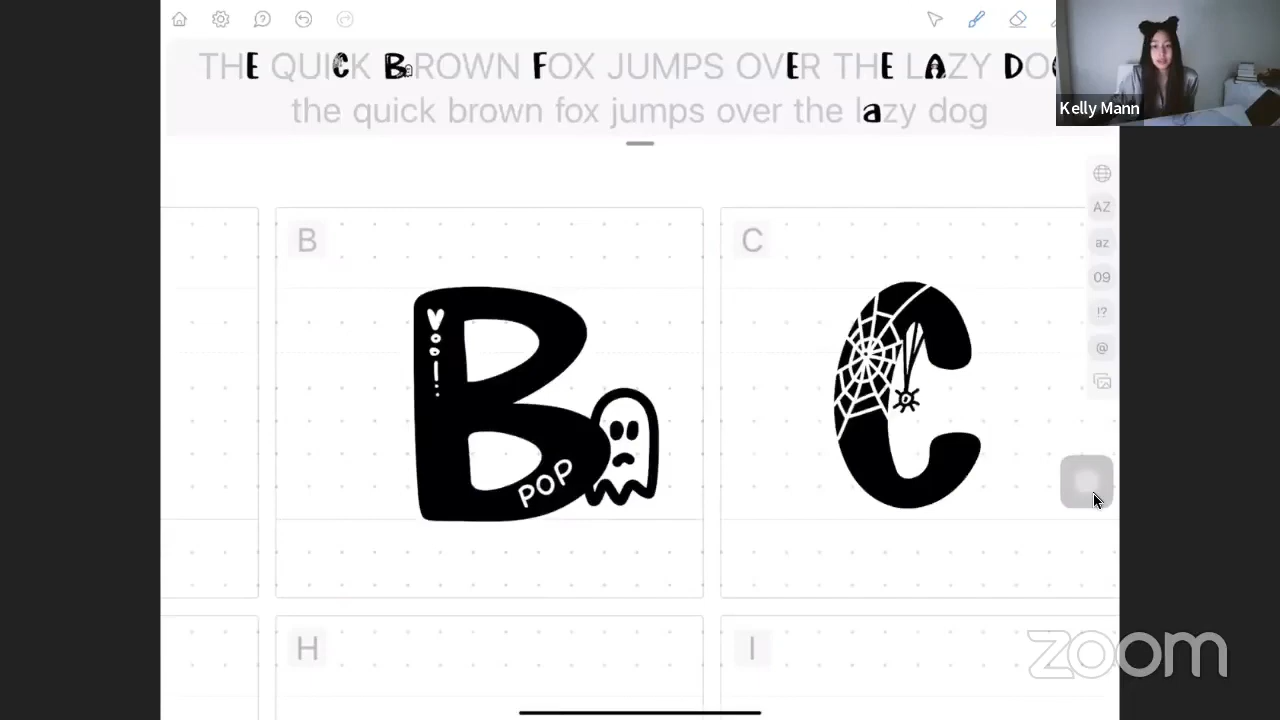 THE QUICK BROWN FOX JUMPS OVER THE LAZY DO
the quick brown fox jumps over the lazy dog
Kelly Mann
AZ
az
09
!?
@
B
C
POP
H
I
zoom